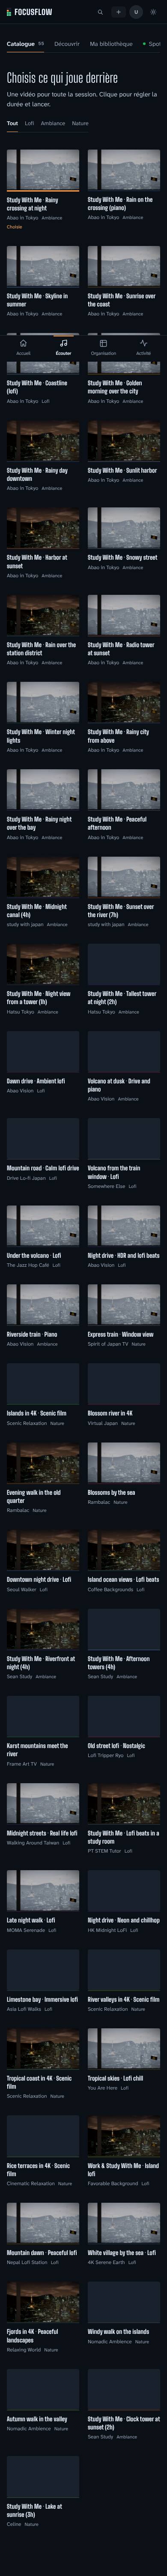 FOCUSFLOW
LJ
Catalogue 59 Découvrir Ma bibliothèque Spot
Choisis ce qui joue derrière
Une vidéo pour toute la session. Clique pour régler la vitesse et le lancer.
Tout Lofi Ambiance Nature
Study With Me · Rainy crossing at night
Abao in Tokyo Ambiance
Choisie
Study With Me · Rain on the crossing (piano)
Abao in Tokyo Ambiance
Study With Me · Skyline in summer
Abao in Tokyo Ambiance
Study With Me · Sunrise over the coast
Abao in Tokyo Ambiance
Accueil Écouter Organisation Activité
Study With Me · Coastline (lofi)
Abao in Tokyo Lofi
Study With Me · Golden morning over the city
Abao in Tokyo Ambiance
Study With Me · Rainy day downtown
Abao in Tokyo Ambiance
Study With Me · Sunlit harbor
Abao in Tokyo Ambiance
Study With Me · Harbor at sunset
Abao in Tokyo Ambiance
Study With Me · Snowy street
Abao in Tokyo Ambiance
Study With Me · Rain over the station district
Abao in Tokyo Ambiance
Study With Me · Radio tower at sunset
Abao in Tokyo Ambiance
Study With Me · Winter night lights
Abao in Tokyo Ambiance
Study With Me · Rainy city from above
Abao in Tokyo Ambiance
Study With Me · Rainy night over the bay
Abao in Tokyo Ambiance
Study With Me · Peaceful afternoon
Abao in Tokyo Ambiance
Study With Me · Midnight canal (4h)
study with japan Ambiance
Study With Me · Sunset over the river (7h)
study with japan Ambiance
Study With Me · Night view from a tower (1h)
Hatsu Tokyo Ambiance
Study With Me · Tallest tower at night (2h)
Hatsu Tokyo Ambiance
Dawn drive · Ambient lofi
Abao Vision Lofi
Volcano at dusk · Drive and piano
Abao Vision Ambiance
Mountain road · Calm lofi drive
Drive Lo-fi Japan Lofi
Volcano from the train window · Lofi
Somewhere Else Lofi
Under the volcano · Lofi
The Jazz Hop Café Lofi
Night drive · HDR and lofi beats
Abao Vision Lofi
Riverside train · Piano
Abao Vision Ambiance
Express train · Window view
Spirit of Japan TV Nature
Islands in 4K · Scenic film
Scenic Relaxation Nature
Blossom river in 4K
Virtual Japan Nature
Evening walk in the old quarter
Rambalac Nature
Blossoms by the sea
Rambalac Nature
Downtown night drive · Lofi
Seoul Walker Lofi
Island ocean views · Lofi beats
Coffee Backgrounds Lofi
Study With Me · Riverfront at night (4h)
Sean Study Ambiance
Study With Me · Afternoon towers (4h)
Sean Study Ambiance
Karst mountains meet the river
Frame Art TV Nature
Old street lofi · Nostalgic
Lofi Tripper Ryu Lofi
Midnight streets · Real life lofi
Walking Around Taiwan Lofi
Study With Me · Lofi beats in a study room
PT STEM Tutor Lofi
Late night walk · Lofi
MOMA Serenade Lofi
Night drive · Neon and chillhop
HK Midnight LoFi Lofi
Limestone bay · Immersive lofi
Asia Lofi Walks Lofi
River valleys in 4K · Scenic film
Scenic Relaxation Nature
Tropical coast in 4K · Scenic film
Scenic Relaxation Nature
Tropical skies · Lofi chill
You Are Here Lofi
Rice terraces in 4K · Scenic film
Cinematic Relaxation Nature
Work & Study With Me · Island lofi
Favorable Background Lofi
Mountain dawn · Peaceful lofi
Nepal Lofi Station Lofi
White village by the sea · Lofi
4K Serene Earth Lofi
Fjords in 4K · Peaceful landscapes
Relaxing World Nature
Windy walk on the islands
Nomadic Ambience Nature
Autumn walk in the valley
Nomadic Ambience Nature
Study With Me · Clock tower at sunset (2h)
Sean Study Ambiance
Study With Me · Lake at sunrise (3h)
Celine Nature